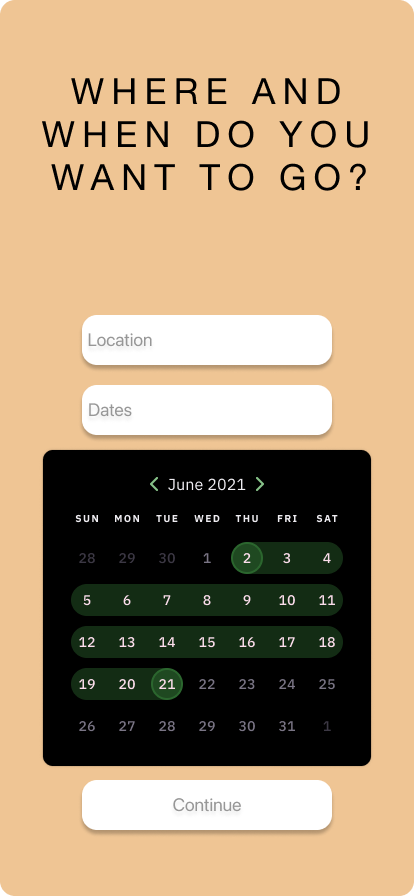 WHERE AND
WHEN DO YOU
WANT TO GO?
Location
Dates
June 2021
SUN MON TUE WED THU FRI SAT
28 29 30 1 2 3 4
5 6 7 8 9 10 11
12 13 14 15 16 17 18
19 20 21 22 23 24 25
26 27 28 29 30 31 1
Continue